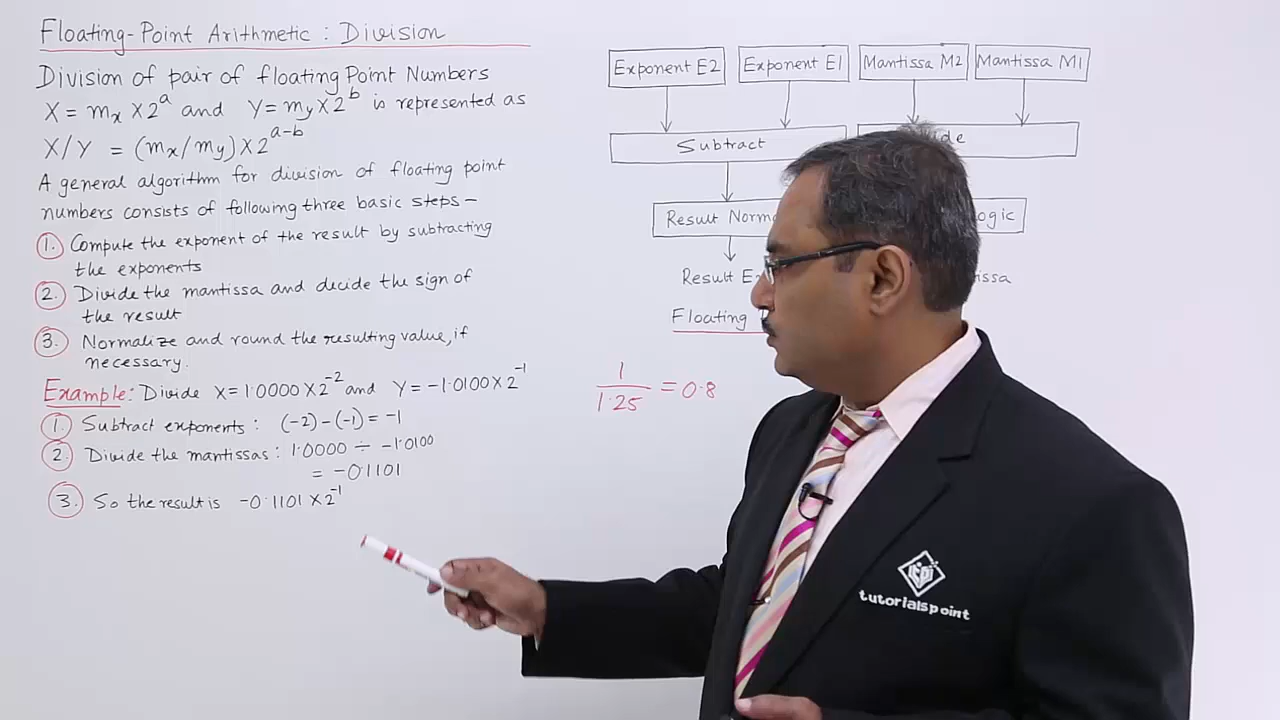 Floating-Point Arithmetic : Division
Division of pair of floating Point Numbers
X = mₓ × 2ᵃ and Y = m_y × 2ᵇ is represented as
X/Y = (mₓ/m_y) × 2ᵃ⁻ᵇ
A general algorithm for division of floating point
numbers consists of following three basic steps –
1. Compute the exponent of the result by subtracting
the exponents
2. Divide the mantissa and decide the sign of
the result
3. Normalize and round the resulting value, if
necessary.
Example: Divide X = 1.0000 × 2⁻² and Y = -1.0100 × 2⁻¹
1. Subtract exponents : (-2) - (-1) = -1
2. Divide the mantissas : 1.0000 ÷ -1.0100
= -0.1101
3. So the result is -0.1101 × 2⁻¹
Exponent E2 Exponent E1 Mantissa M2 Mantissa M1
Subtract
Result
Result
Floating
1/1.25 = 0.8
tutorialspoint